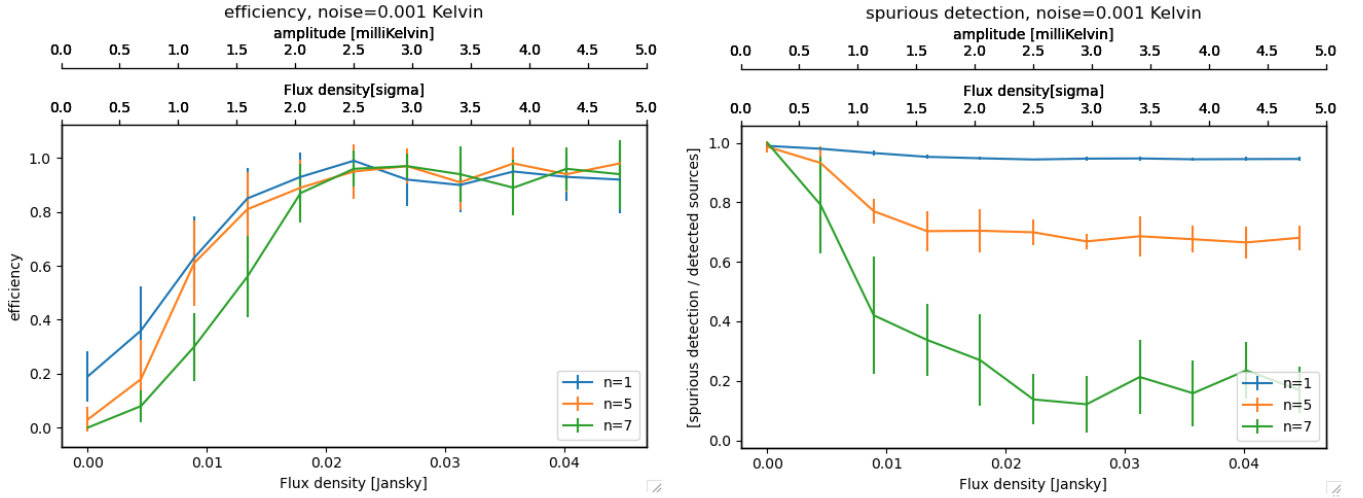 efficiency, noise=0.001 Kelvin
amplitude [milliKelvin]
0.0 0.5 1.0 1.5 2.0 2.5 3.0 3.5 4.0 4.5 5.0
Flux density[sigma]
0.0 0.5 1.0 1.5 2.0 2.5 3.0 3.5 4.0 4.5 5.0
1.0
0.8
0.6
0.4
0.2
0.0
efficiency
n=1
n=5
n=7
0.00 0.01 0.02 0.03 0.04
Flux density [Jansky]
spurious detection, noise=0.001 Kelvin
amplitude [milliKelvin]
0.0 0.5 1.0 1.5 2.0 2.5 3.0 3.5 4.0 4.5 5.0
Flux density[sigma]
0.0 0.5 1.0 1.5 2.0 2.5 3.0 3.5 4.0 4.5 5.0
1.0
0.8
0.6
0.4
0.2
0.0
[spurious detection / detected sources]
n=1
n=5
n=7
0.00 0.01 0.02 0.03 0.04
Flux density [Jansky]